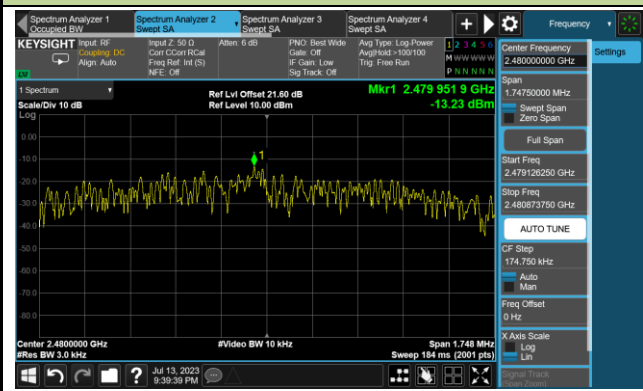 Spectrum Analyzer 1
Occupied BW
Spectrum Analyzer 2
Swept SA
Spectrum Analyzer 3
Swept SA
Spectrum Analyzer 4
Swept SA
+
Frequency
KEYSIGHT
Input: RF
Coupling: DC
Align: Auto
Input Z: 50 Ω
Corr CCorr RCal
Freq Ref: Int (S)
NFE: Off
Atten: 6 dB
PNO: Best Wide
Gate: Off
IF Gain: Low
Sig Track: Off
Avg Type: Log-Power
Avg|Hold:>100/100
Trig: Free Run
1 2 3 4 5 6
M W W W W W
P N N N N N
1 Spectrum
Scale/Div 10 dB
Log
Ref Lvl Offset 21.60 dB
Ref Level 10.00 dBm
Mkr1 2.479 951 9 GHz
-13.23 dBm
0.00
-10.0
-20.0
-30.0
-40.0
-50.0
-60.0
-70.0
-80.0
1
Center 2.4800000 GHz
#Res BW 3.0 kHz
#Video BW 10 kHz
Span 1.748 MHz
Sweep 184 ms (2001 pts)
Center Frequency
2.480000000 GHz
Span
1.74750000 MHz
Swept Span
Zero Span
Full Span
Start Freq
2.479126250 GHz
Stop Freq
2.480873750 GHz
AUTO TUNE
CF Step
174.750 kHz
Auto
Man
Freq Offset
0 Hz
X Axis Scale
Log
Lin
Signal Track
(Span Zoom)
Settings
?
Jul 13, 2023
9:39:39 PM